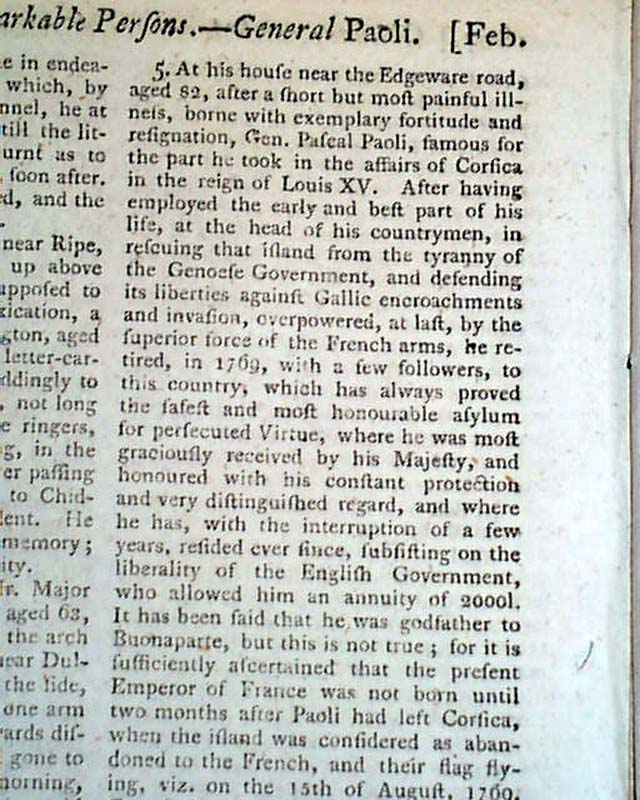 arkable Perſons.—General Paoli. [Feb.
e in endea-
which, by
nnel, he at
till the lit-
urnt as to
ſoon after.
d, and the
near Ripe,
up above
appoſed to
xication, a
gton, aged
letter-car-
ddingly to
, not long
e ringers,
g, in the
er paſſing
to Chid-
lent. He
memory;
ity.
Ir. Major
aged 63,
the arch
near Dul-
the ſide,
one arm
ards diſ-
gone to
morning,
5. At his houſe near the Edgeware road,
aged 82, after a ſhort but moſt painful ill-
neſs, borne with exemplary fortitude and
reſignation, Gen. Paſcal Paoli, famous for
the part he took in the affairs of Corſica
in the reign of Louis XV. After having
employed the early and beſt part of his
life, at the head of his countrymen, in
reſcuing that iſland from the tyranny of
the Genoeſe Government, and defending
its liberties againſt Gallic encroachments
and invaſion, overpowered, at laſt, by the
ſuperior force of the French arms, he re-
tired, in 1769, with a few followers, to
this country, which has always proved
the ſafeſt and moſt honourable aſylum
for perſecuted Virtue, where he was moſt
graciouſly received by his Majeſty, and
honoured with his conſtant protection
and very diſtinguiſhed regard, and where
he has, with the interruption of a few
years, reſided ever ſince, ſubſiſting on the
liberality of the Engliſh Government,
who allowed him an annuity of 2000l.
It has been ſaid that he was godfather to
Buonaparte, but this is not true; for it is
ſufficiently aſcertained that the preſent
Emperor of France was not born until
two months after Paoli had left Corſica,
when the iſland was conſidered as aban-
doned to the French, and their flag fly-
ing, viz. on the 15th of Auguſt, 1769.